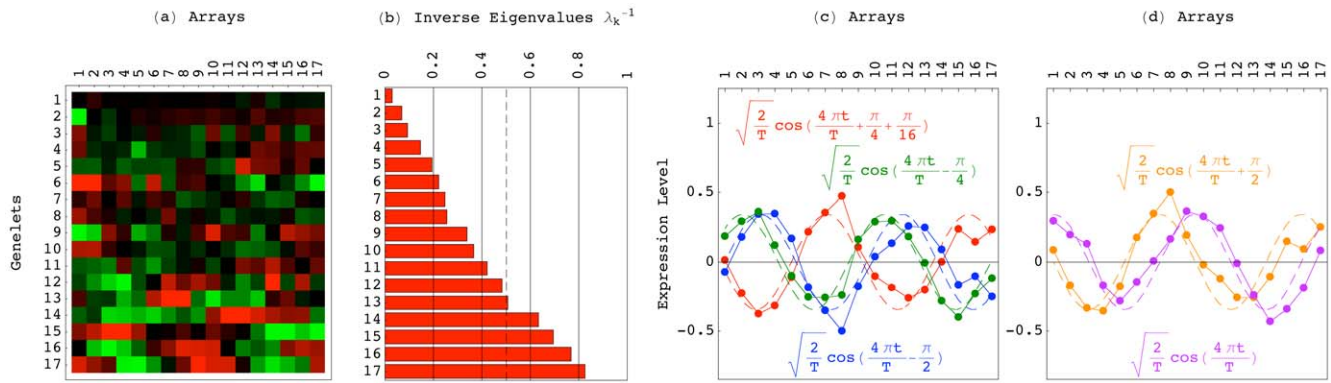 (a) Arrays
1 2 3 4 5 6 7 8 9 10 11 12 13 14 15 16 17
Genelets
1
2
3
4
5
6
7
8
9
10
11
12
13
14
15
16
17
(b) Inverse Eigenvalues λₖ⁻¹
0 0.2 0.4 0.6 0.8 1
1
2
3
4
5
6
7
8
9
10
11
12
13
14
15
16
17
(c) Arrays
1 2 3 4 5 6 7 8 9 10 11 12 13 14 15 16 17
Expression Level
1
0.5
0
-0.5
√(2/T) cos(4πt/T + π/4 + π/16)
√(2/T) cos(4πt/T - π/4)
√(2/T) cos(4πt/T - π/2)
(d) Arrays
1 2 3 4 5 6 7 8 9 10 11 12 13 14 15 16 17
1
0.5
0
-0.5
√(2/T) cos(4πt/T + π/2)
√(2/T) cos(4πt/T)